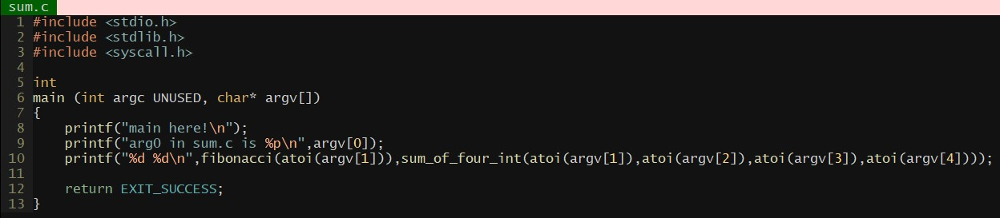 sum.c
1 #include <stdio.h>
2 #include <stdlib.h>
3 #include <syscall.h>
4
5 int
6 main (int argc UNUSED, char* argv[])
7 {
8     printf("main here!\n");
9     printf("arg0 in sum.c is %p\n",argv[0]);
10     printf("%d %d\n",fibonacci(atoi(argv[1])),sum_of_four_int(atoi(argv[1]),atoi(argv[2]),atoi(argv[3]),atoi(argv[4])));
11
12     return EXIT_SUCCESS;
13 }